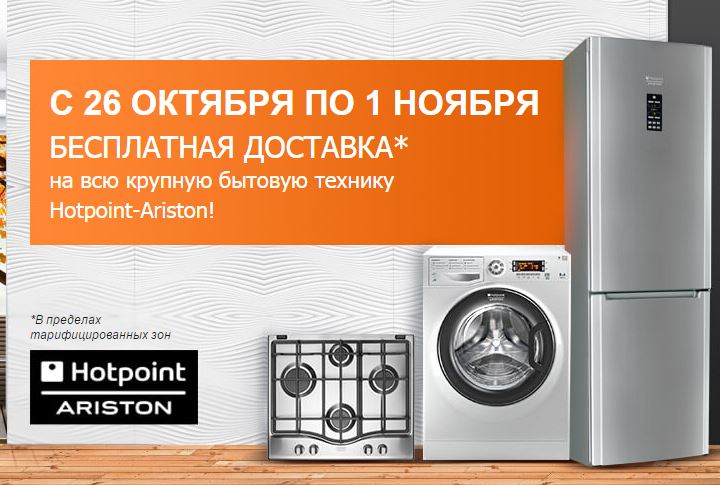 С 26 ОКТЯБРЯ ПО 1 НОЯБРЯ
БЕСПЛАТНАЯ ДОСТАВКА*
на всю крупную бытовую технику
Hotpoint-Ariston!
*В пределах
тарифицированных зон
Hotpoint
ARISTON